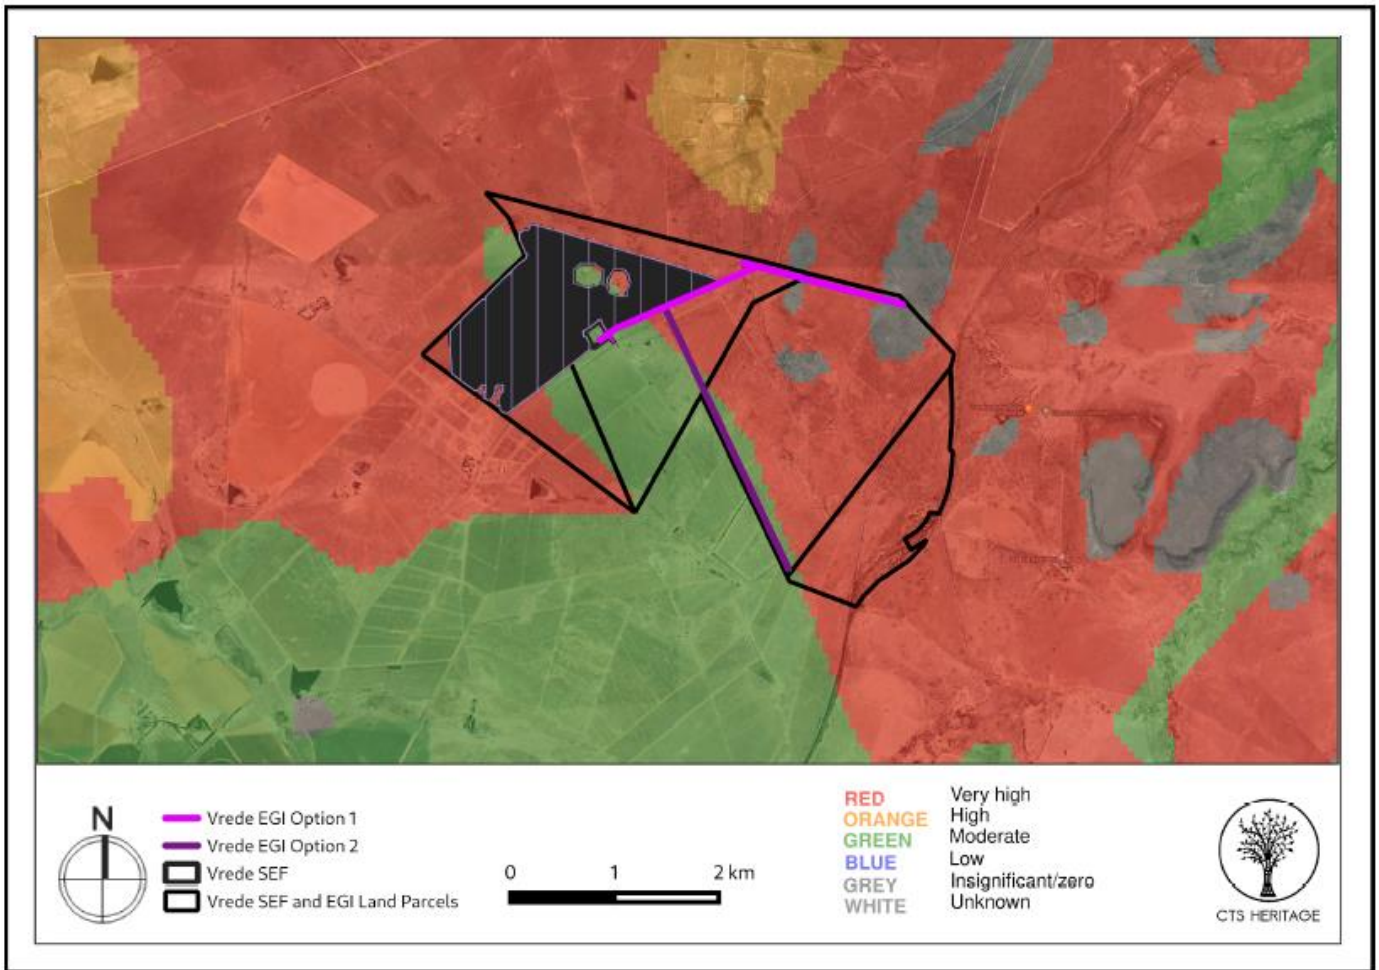 N
Vrede EGI Option 1
Vrede EGI Option 2
Vrede SEF
Vrede SEF and EGI Land Parcels
0 1 2 km
RED Very high
ORANGE High
GREEN Moderate
BLUE Low
GREY Insignificant/zero
WHITE Unknown
CTS HERITAGE